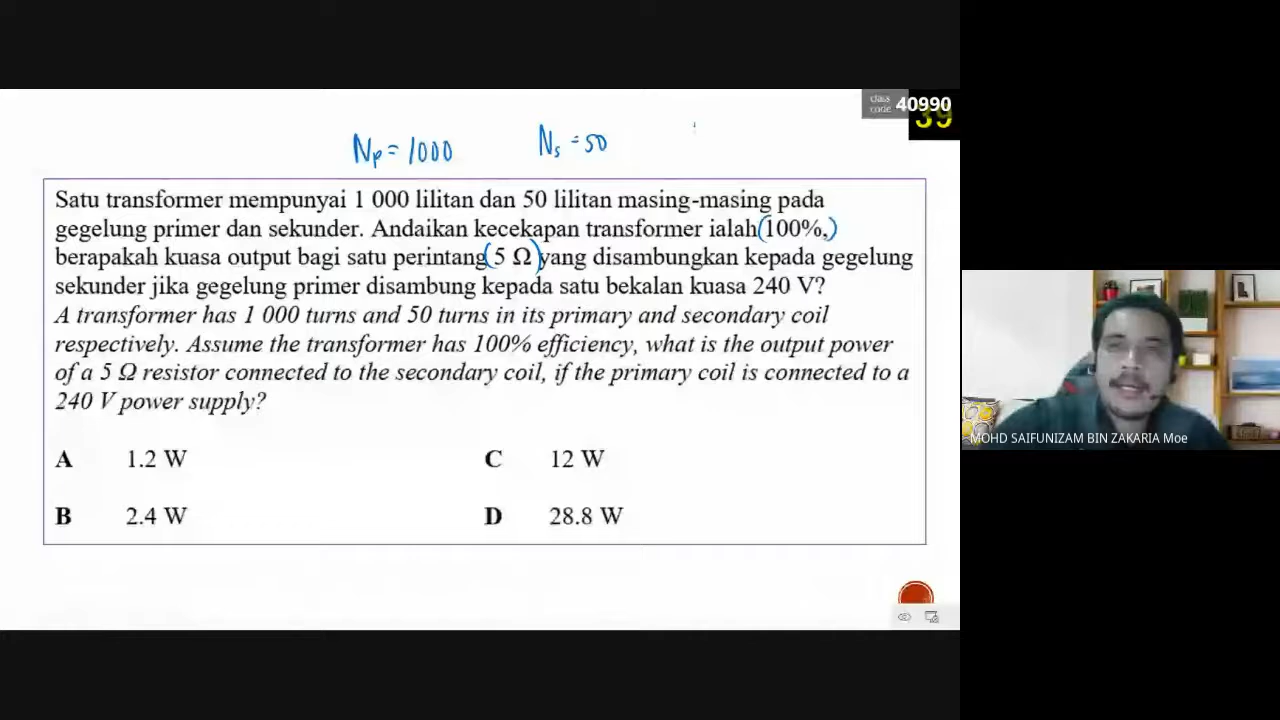 class
code 40990
39
Np = 1000 Ns = 50
Satu transformer mempunyai 1 000 lilitan dan 50 lilitan masing-masing pada
gegelung primer dan sekunder. Andaikan kecekapan transformer ialah (100%,)
berapakah kuasa output bagi satu perintang (5 Ω) yang disambungkan kepada gegelung
sekunder jika gegelung primer disambung kepada satu bekalan kuasa 240 V?
A transformer has 1 000 turns and 50 turns in its primary and secondary coil
respectively. Assume the transformer has 100% efficiency, what is the output power
of a 5 Ω resistor connected to the secondary coil, if the primary coil is connected to a
240 V power supply?
A 1.2 W C 12 W
B 2.4 W D 28.8 W
MOHD SAIFUNIZAM BIN ZAKARIA Moe